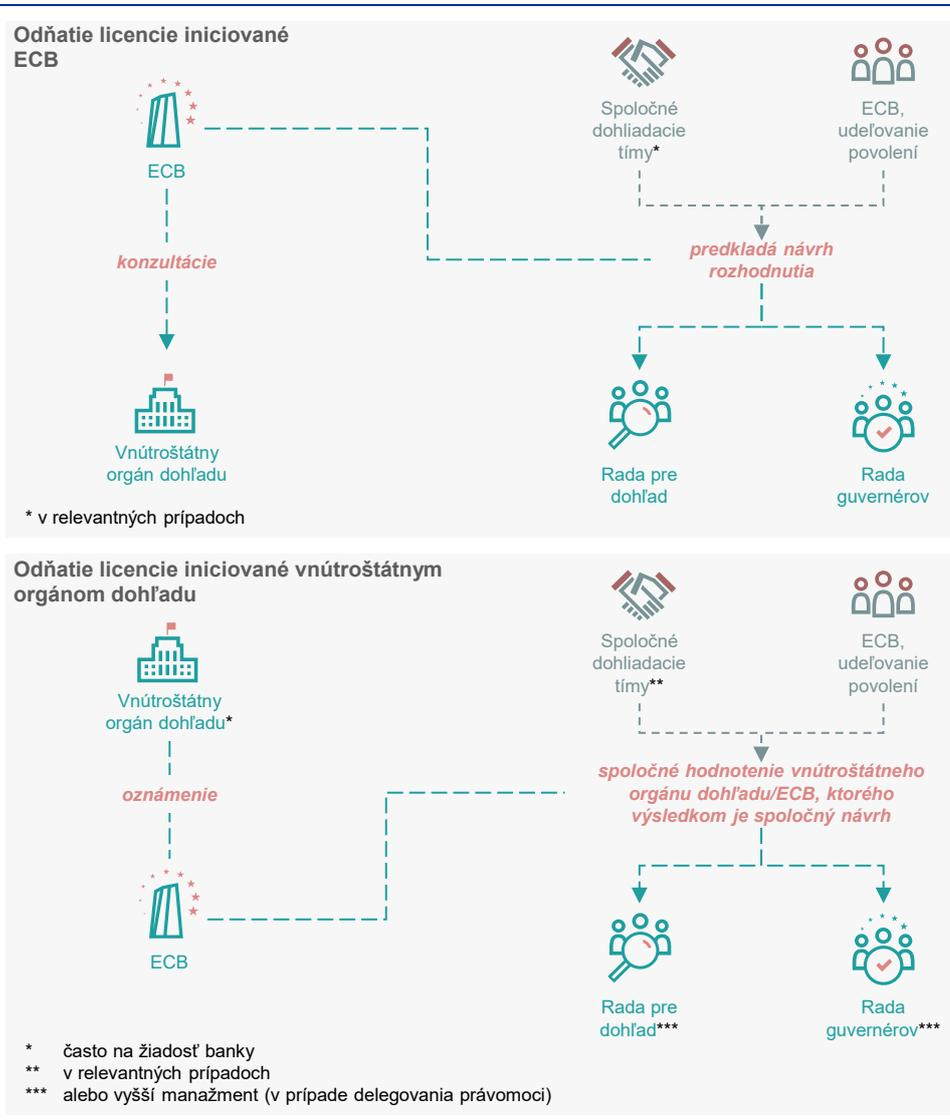 Odňatie licencie iniciované
ECB
ECB
konzultácie
Vnútroštátny
orgán dohľadu
Spoločné
dohliadacie
tímy*
ECB,
udeľovanie
povolení
predkladá návrh
rozhodnutia
Rada pre
dohľad
Rada
guvernérov
* v relevantných prípadoch
Odňatie licencie iniciované vnútroštátnym
orgánom dohľadu
Vnútroštátny
orgán dohľadu*
oznámenie
ECB
Spoločné
dohliadacie
tímy**
ECB,
udeľovanie
povolení
spoločné hodnotenie vnútroštátneho
orgánu dohľadu/ECB, ktorého
výsledkom je spoločný návrh
Rada pre
dohľad***
Rada
guvernérov***
* často na žiadosť banky
** v relevantných prípadoch
*** alebo vyšší manažment (v prípade delegovania právomoci)